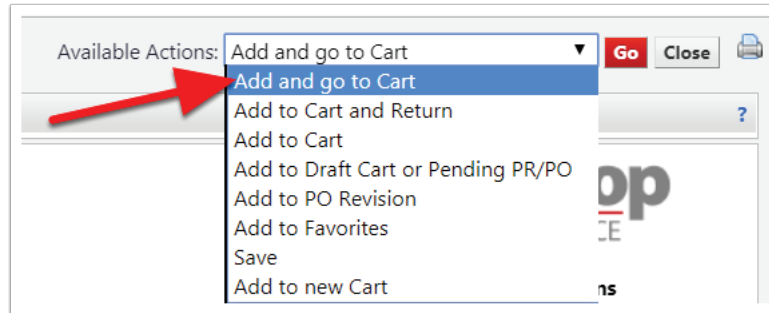 Available Actions: Add and go to Cart Go Close
Add and go to Cart
Add to Cart and Return
?
Add to Cart
Add to Draft Cart or Pending PR/PO
Add to PO Revision
Add to Favorites
Save
Add to new Cart